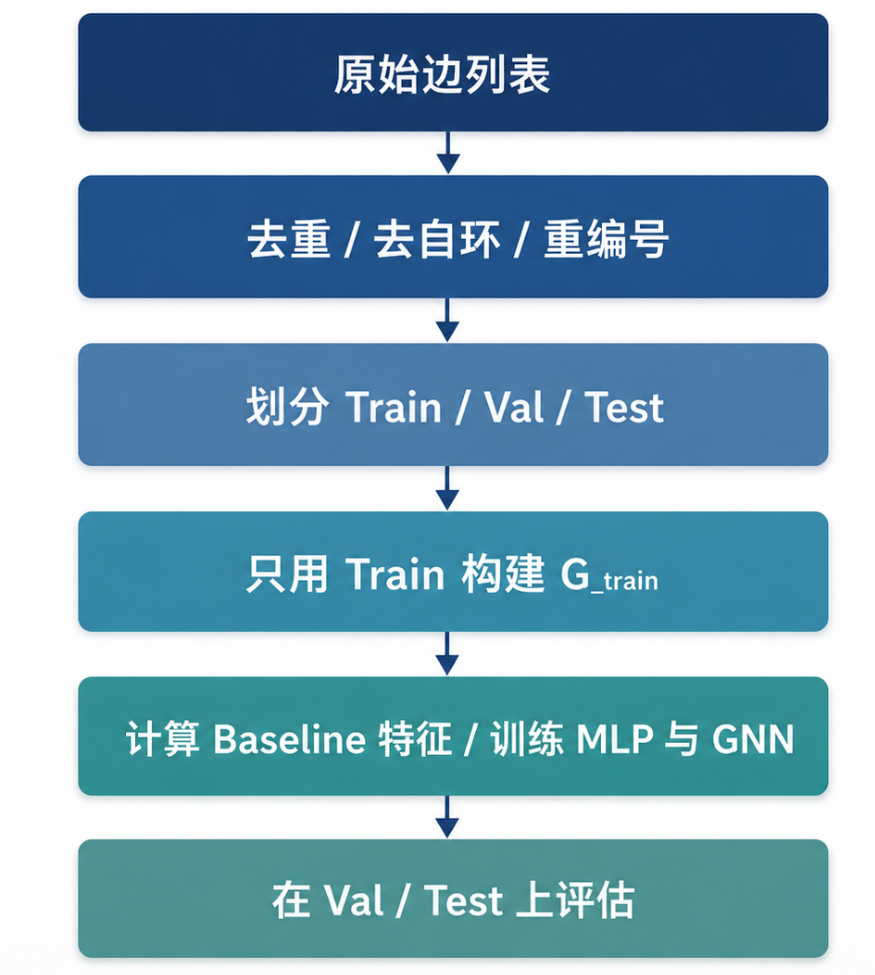 原始边列表
去重 / 去自环 / 重编号
划分 Train / Val / Test
只用 Train 构建 G_train
计算 Baseline 特征 / 训练 MLP 与 GNN
在 Val / Test 上评估